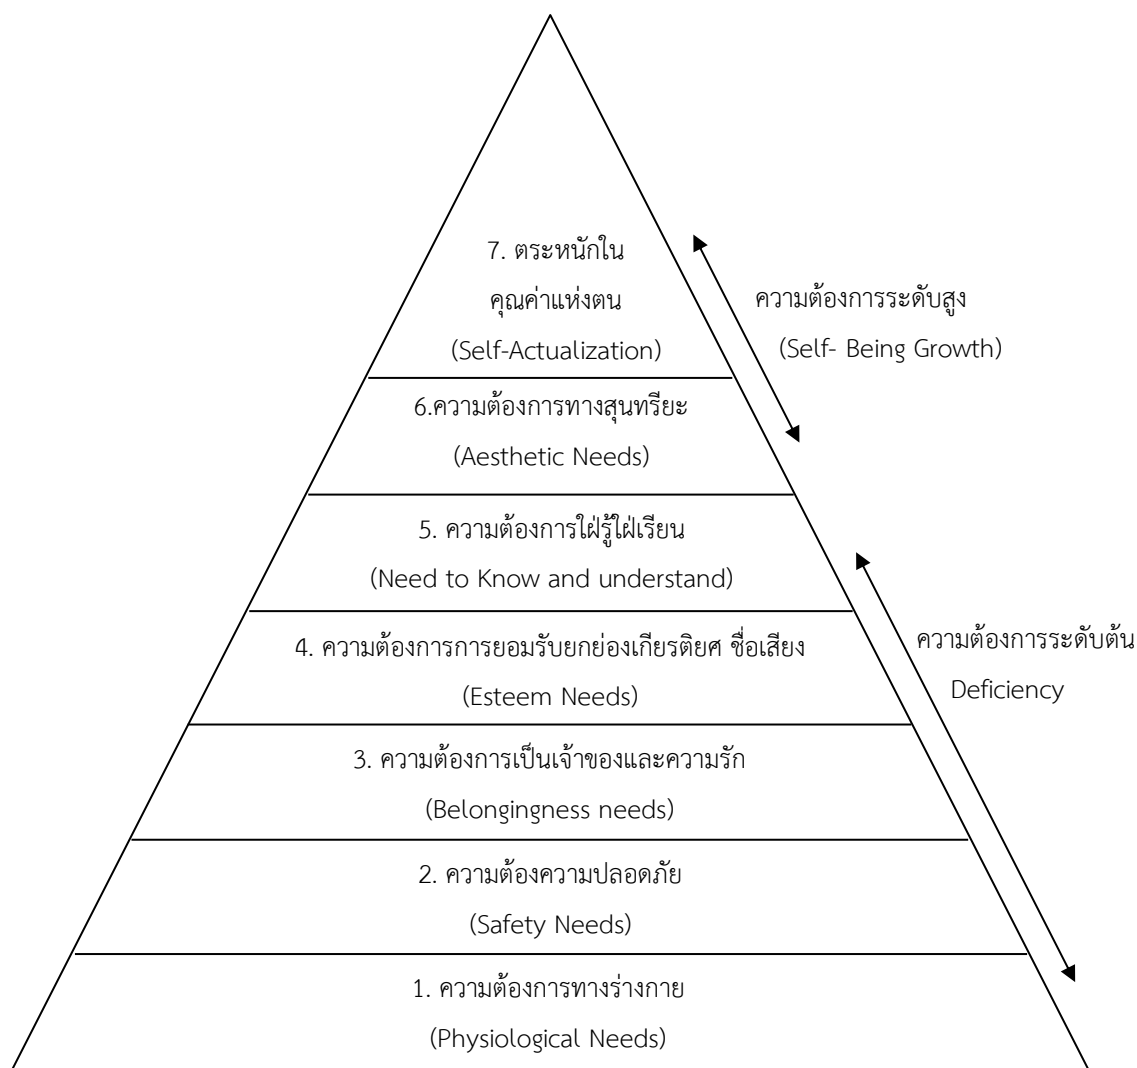 7. ตระหนักใน
คุณค่าแห่งตน
(Self-Actualization)
ความต้องการระดับสูง
(Self- Being Growth)
6.ความต้องการทางสุนทรียะ
(Aesthetic Needs)
5. ความต้องการใฝ่รู้ใฝ่เรียน
(Need to Know and understand)
4. ความต้องการการยอมรับยกย่องเกียรติยศ ชื่อเสียง
(Esteem Needs)
ความต้องการระดับต้น
Deficiency
3. ความต้องการเป็นเจ้าของและความรัก
(Belongingness needs)
2. ความต้องความปลอดภัย
(Safety Needs)
1. ความต้องการทางร่างกาย
(Physiological Needs)